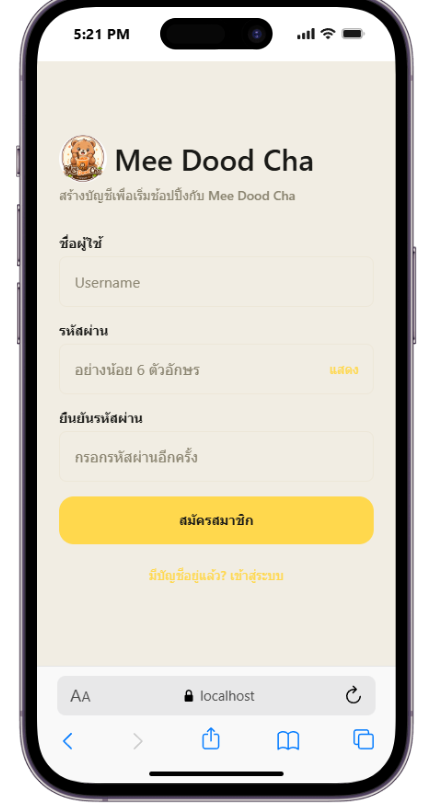 5:21 PM
Mee Dood Cha
สร้างบัญชีเพื่อเริ่มช้อปปิ้งกับ Mee Dood Cha
ชื่อผู้ใช้
Username
รหัสผ่าน
อย่างน้อย 6 ตัวอักษร แสดง
ยืนยันรหัสผ่าน
กรอกรหัสผ่านอีกครั้ง
สมัครสมาชิก
มีบัญชีอยู่แล้ว? เข้าสู่ระบบ
AA localhost